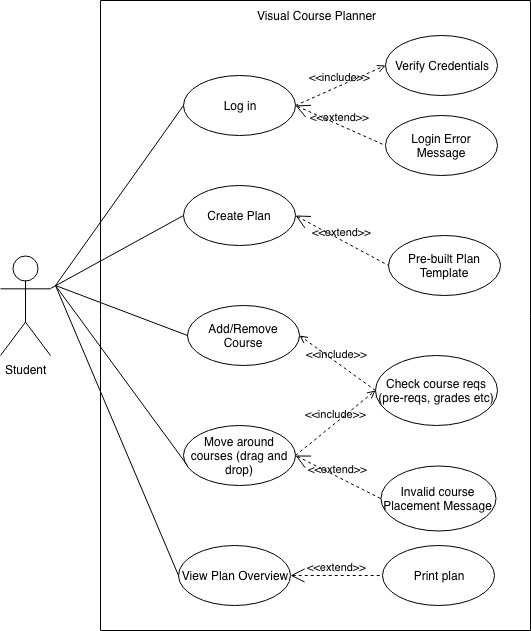 Visual Course Planner
Verify Credentials
<<include>>
Log in
<<extend>>
Login Error
Message
Create Plan
<<extend>>
Pre-built Plan
Template
Student
Add/Remove
Course
<<include>>
Check course reqs
(pre-reqs, grades etc)
<<include>>
Move around
courses (drag and
drop)
<<extend>>
Invalid course
Placement Message
View Plan Overview
<<extend>>
Print plan